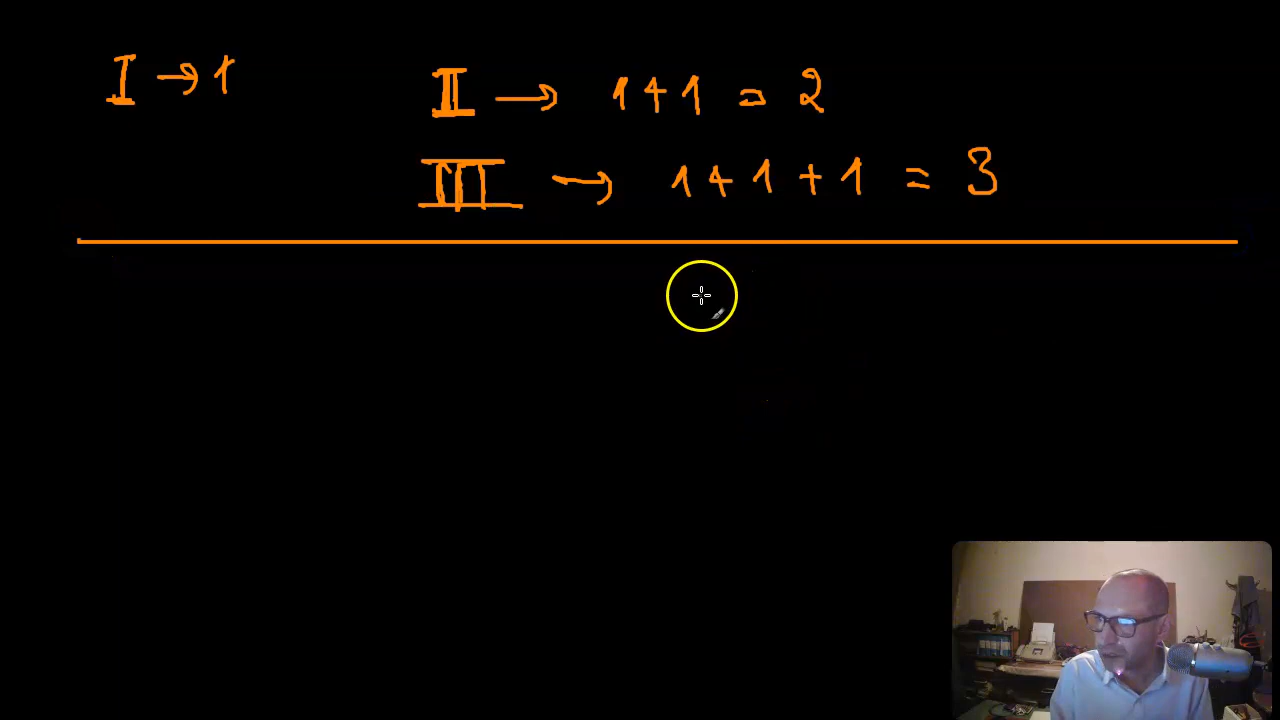 I → 1
II → 1 + 1 = 2
III → 1 + 1 + 1 = 3